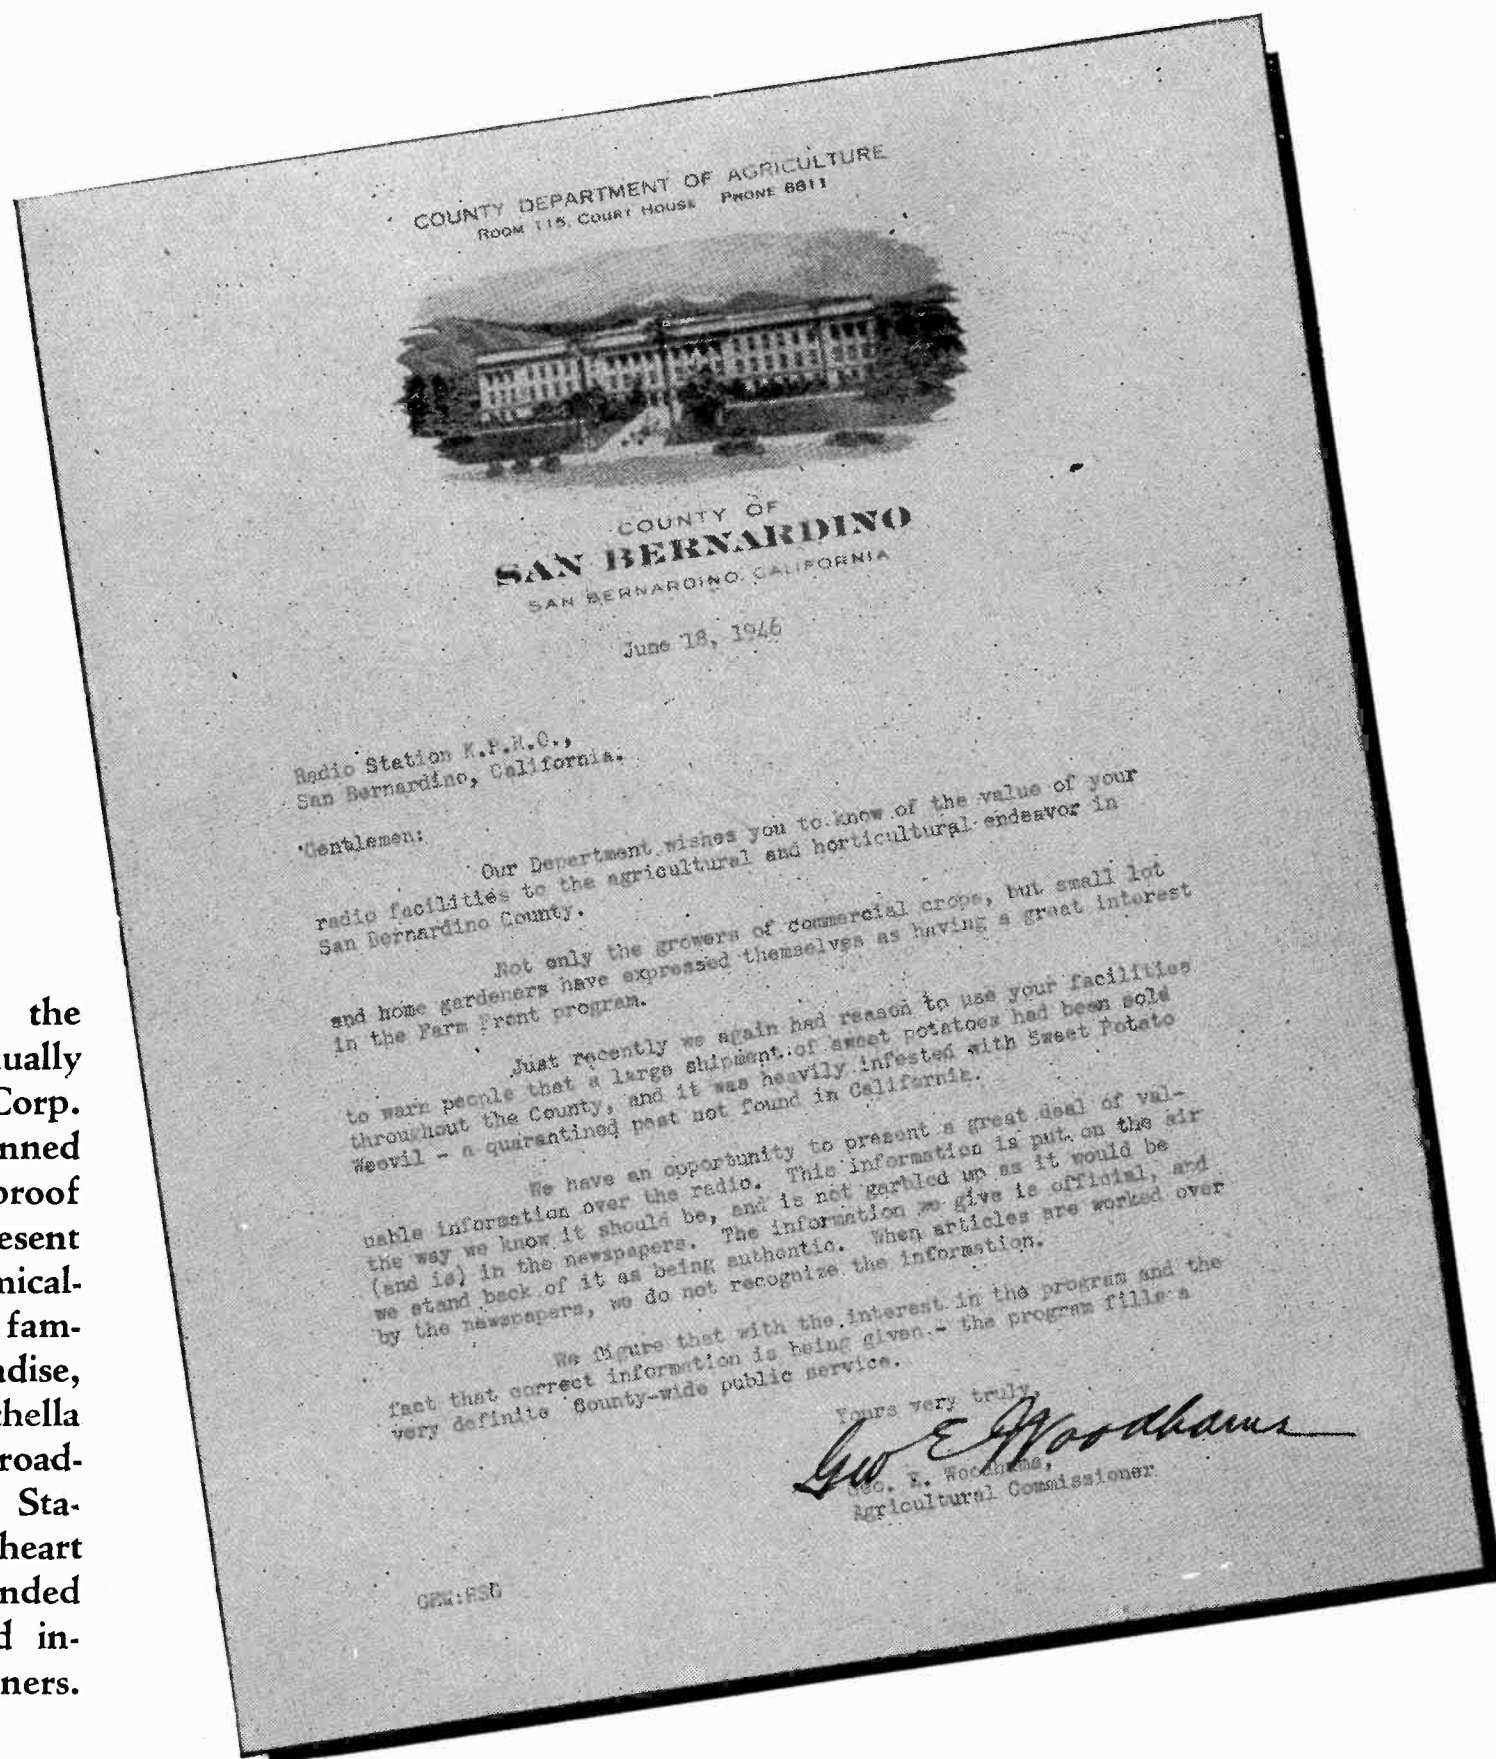 COUNTY DEPARTMENT OF AGRICULTURE
ROOM 115, COURT HOUSE PHONE 8811
COUNTY OF
SAN BERNARDINO
SAN BERNARDINO, CALIFORNIA
June 18, 1946
Radio Station
San Bernardino, California.
Gentlemen:
Our Department wishes you to know of the value of your
radio facilities to the agricultural and horticultural endeavor in
San Bernardino County.
Not only the growers of commercial crops, but small lot
and home gardeners have expressed themselves as having a great interest
in the Farm Front program.
Just recently we again had reason to use your facilities
to warn people that a large shipment of sweet potatoes had been sold
throughout the County, and it was heavily infested with Sweet Potato
Weevil - a quarantined pest not found in California.
We have an opportunity to present a great deal of val-
uable information over the radio. This information is put on the air
the way we know it should be, and is not garbled up as it would be
(and is) in the newspapers. The information we give is official, and
we stand back of it as being authentic. When articles are worked over
by the newspapers, we do not recognize the information.
We figure that with the interest in the program and the
fact that correct information is being given - the program fills a
very definite County-wide public service.
Yours very truly,
Geo E Woodhams
Geo. E. Woodhams,
Agricultural Commissioner
the
ually
Corp.
nned
proof
esent
nical-
fam-
adise,
chella
road-
Sta-
heart
nded
d in-
ners.